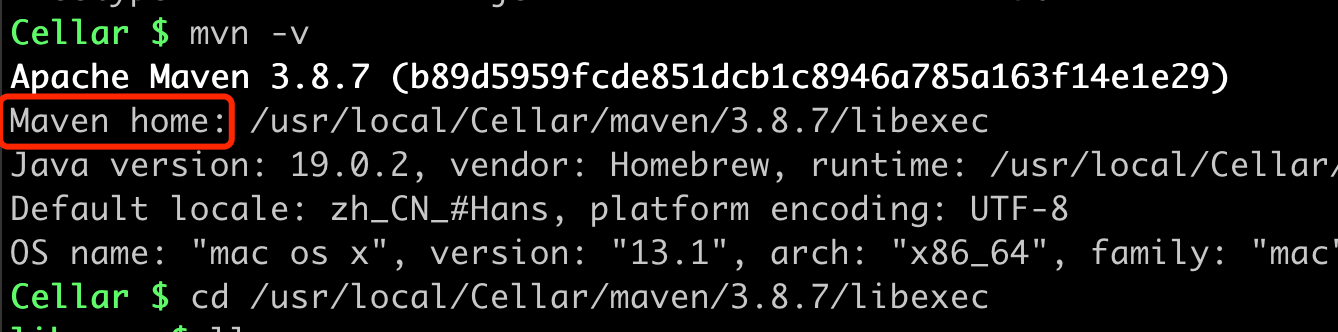 Cellar $ mvn -v
Apache Maven 3.8.7 (b89d5959fcde851dcb1c8946a785a163f14e1e29)
Maven home: /usr/local/Cellar/maven/3.8.7/libexec
Java version: 19.0.2, vendor: Homebrew, runtime: /usr/local/Cellar/
Default locale: zh_CN_#Hans, platform encoding: UTF-8
OS name: "mac os x", version: "13.1", arch: "x86_64", family: "mac"
Cellar $ cd /usr/local/Cellar/maven/3.8.7/libexec